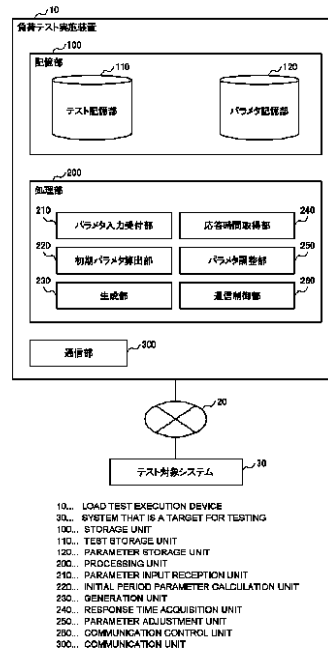 10
負荷テスト実施装置
100
記憶部
110
120
テスト記憶部
パラメタ記憶部
200
処理部
210
パラメタ入力受付部
応答時間取得部
240
220
初期パラメタ算出部
パラメタ調整部
250
230
生成部
通信制御部
260
通信部
300
20
テスト対象システム
30
10... LOAD TEST EXECUTION DEVICE
30... SYSTEM THAT IS A TARGET FOR TESTING
100... STORAGE UNIT
110... TEST STORAGE UNIT
120... PARAMETER STORAGE UNIT
200... PROCESSING UNIT
210... PARAMETER INPUT RECEPTION UNIT
220... INITIAL PERIOD PARAMETER CALCULATION UNIT
230... GENERATION UNIT
240... RESPONSE TIME ACQUISITION UNIT
250... PARAMETER ADJUSTMENT UNIT
260... COMMUNICATION CONTROL UNIT
300... COMMUNICATION UNIT